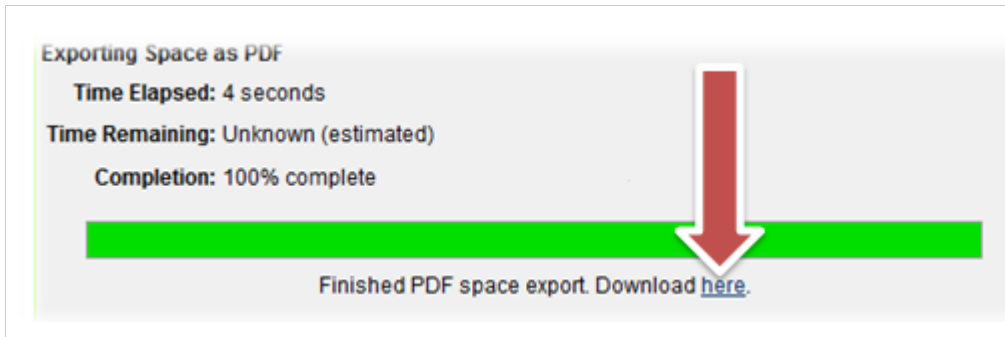 Exporting Space as PDF
Time Elapsed: 4 seconds
Time Remaining: Unknown (estimated)
Completion: 100% complete
Finished PDF space export. Download here.